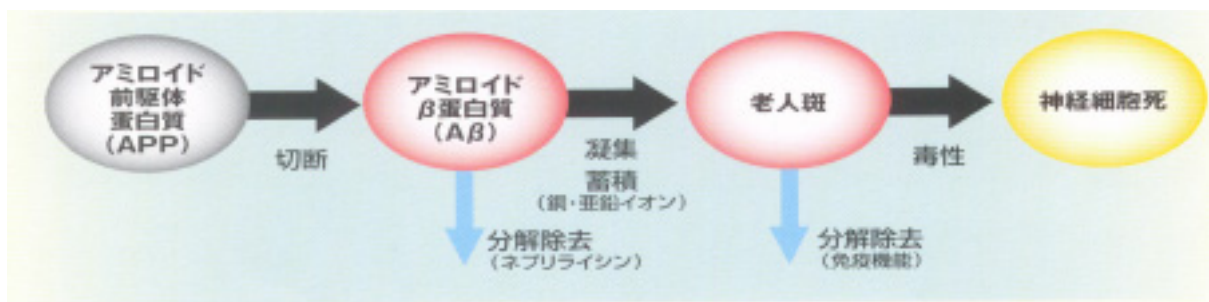 アミロイド
前駆体
蛋白質
(APP)
切断
アミロイド
β蛋白質
(Aβ)
凝集
蓄積
(銅・亜鉛イオン)
分解除去
(ネプリライシン)
老人斑
毒性
分解除去
(免疫機能)
神経細胞死